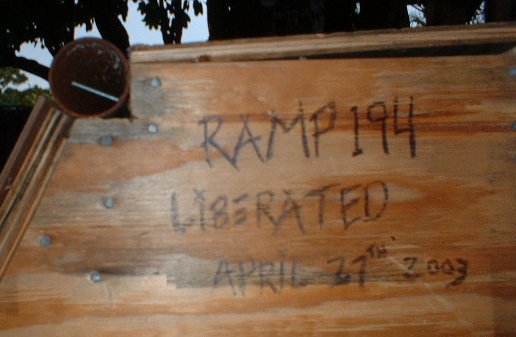 RAMP 194
LIBERATED
APRIL 27TH 2003